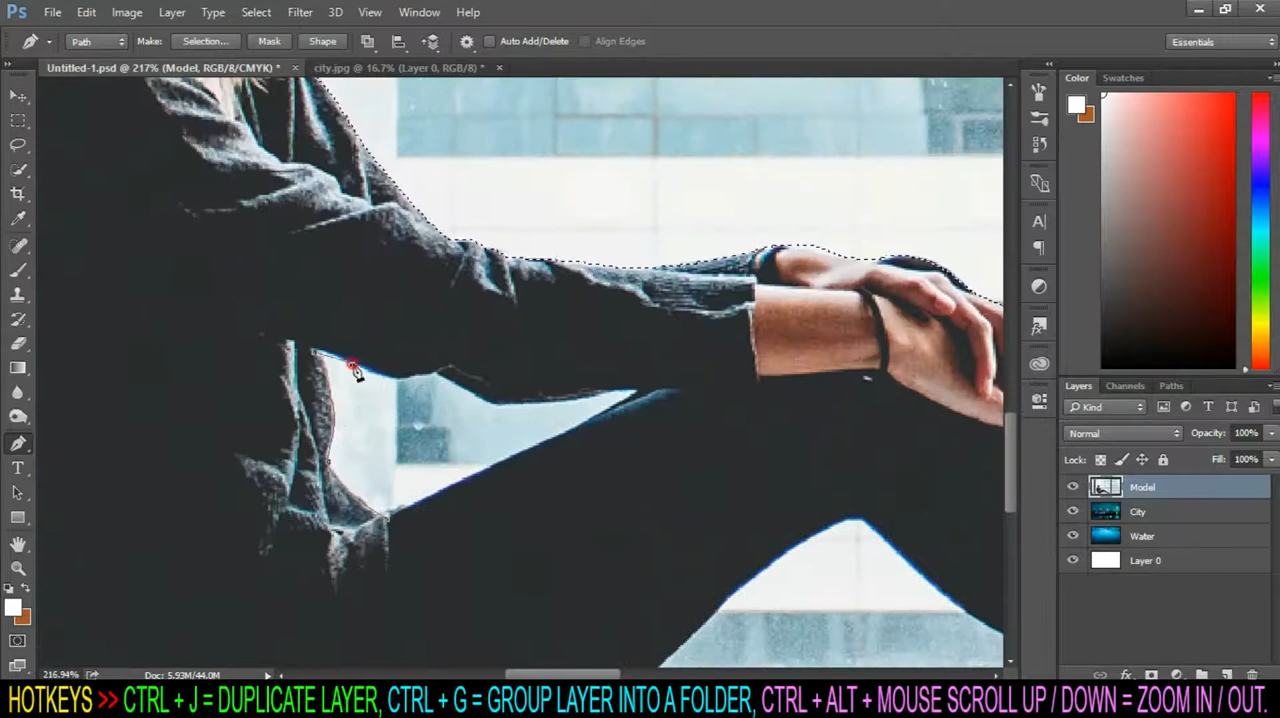 Ps File Edit Image Layer Type Select Filter 3D View Window Help
Path Make: Selection... Mask Shape Auto Add/Delete Align Edges Essentials
Untitled-1.psd @ 217% (Model, RGB/8/CMYK) * × city.jpg @ 16.7% (Layer 0, RGB/8) * ×
Color Swatches
Layers Channels Paths
Kind
Normal Opacity: 100%
Lock: Fill: 100%
Model
City
Water
Layer 0
216.94% Doc: 5.93M/44.0M
HOTKEYS >> CTRL + J = DUPLICATE LAYER, CTRL + G = GROUP LAYER INTO A FOLDER, CTRL + ALT + MOUSE SCROLL UP / DOWN = ZOOM IN / OUT.